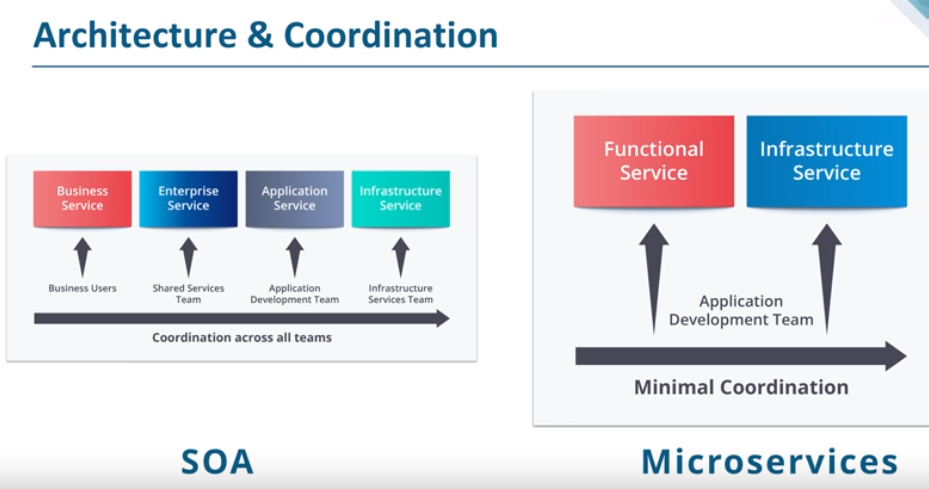 Architecture & Coordination
Business
Service
Enterprise
Service
Application
Service
Infrastructure
Service
Business Users
Shared Services
Team
Application
Development Team
Infrastructure
Services Team
Coordination across all teams
SOA
Functional
Service
Infrastructure
Service
Application
Development Team
Minimal Coordination
Microservices